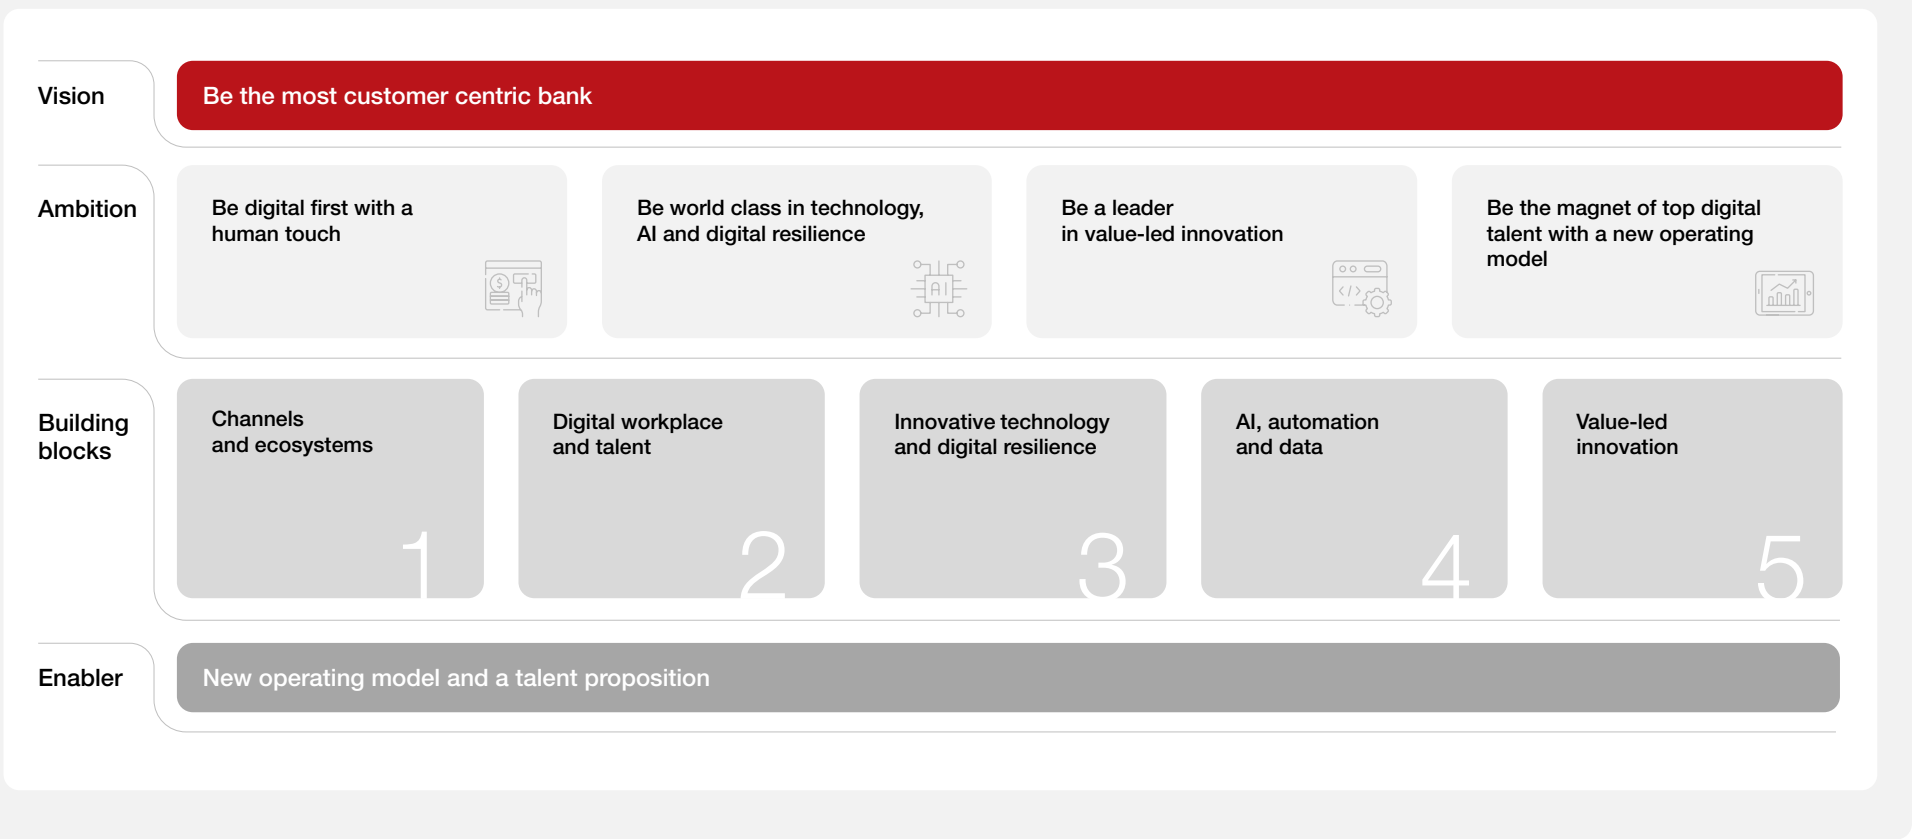 Vision
Be the most customer centric bank
Ambition
Be digital first with a
human touch
$
Be world class in technology,
AI and digital resilience
AI
Be a leader
in value-led innovation
</>
Be the magnet of top digital
talent with a new operating
model
Building
blocks
Channels
and ecosystems
1
Digital workplace
and talent
2
Innovative technology
and digital resilience
3
AI, automation
and data
4
Value-led
innovation
5
Enabler
New operating model and a talent proposition